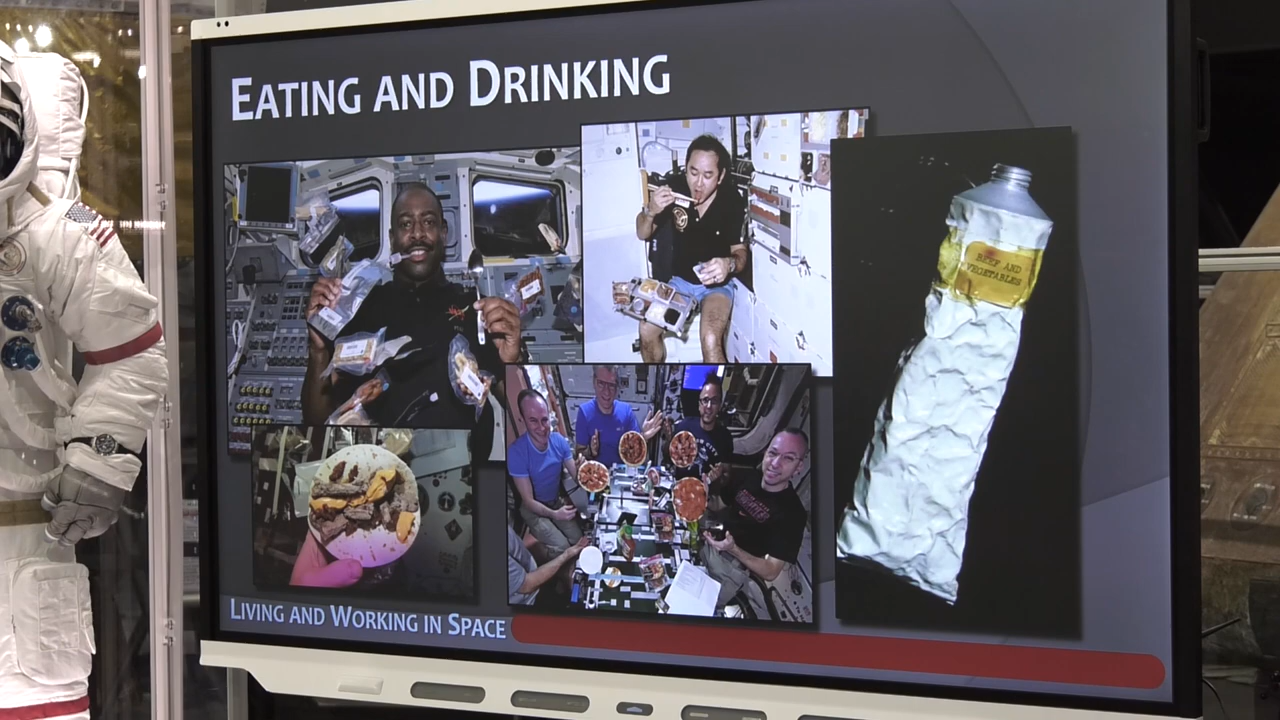 EATING AND DRINKING
BEEF AND
VEGETABLES
LIVING AND WORKING IN SPACE